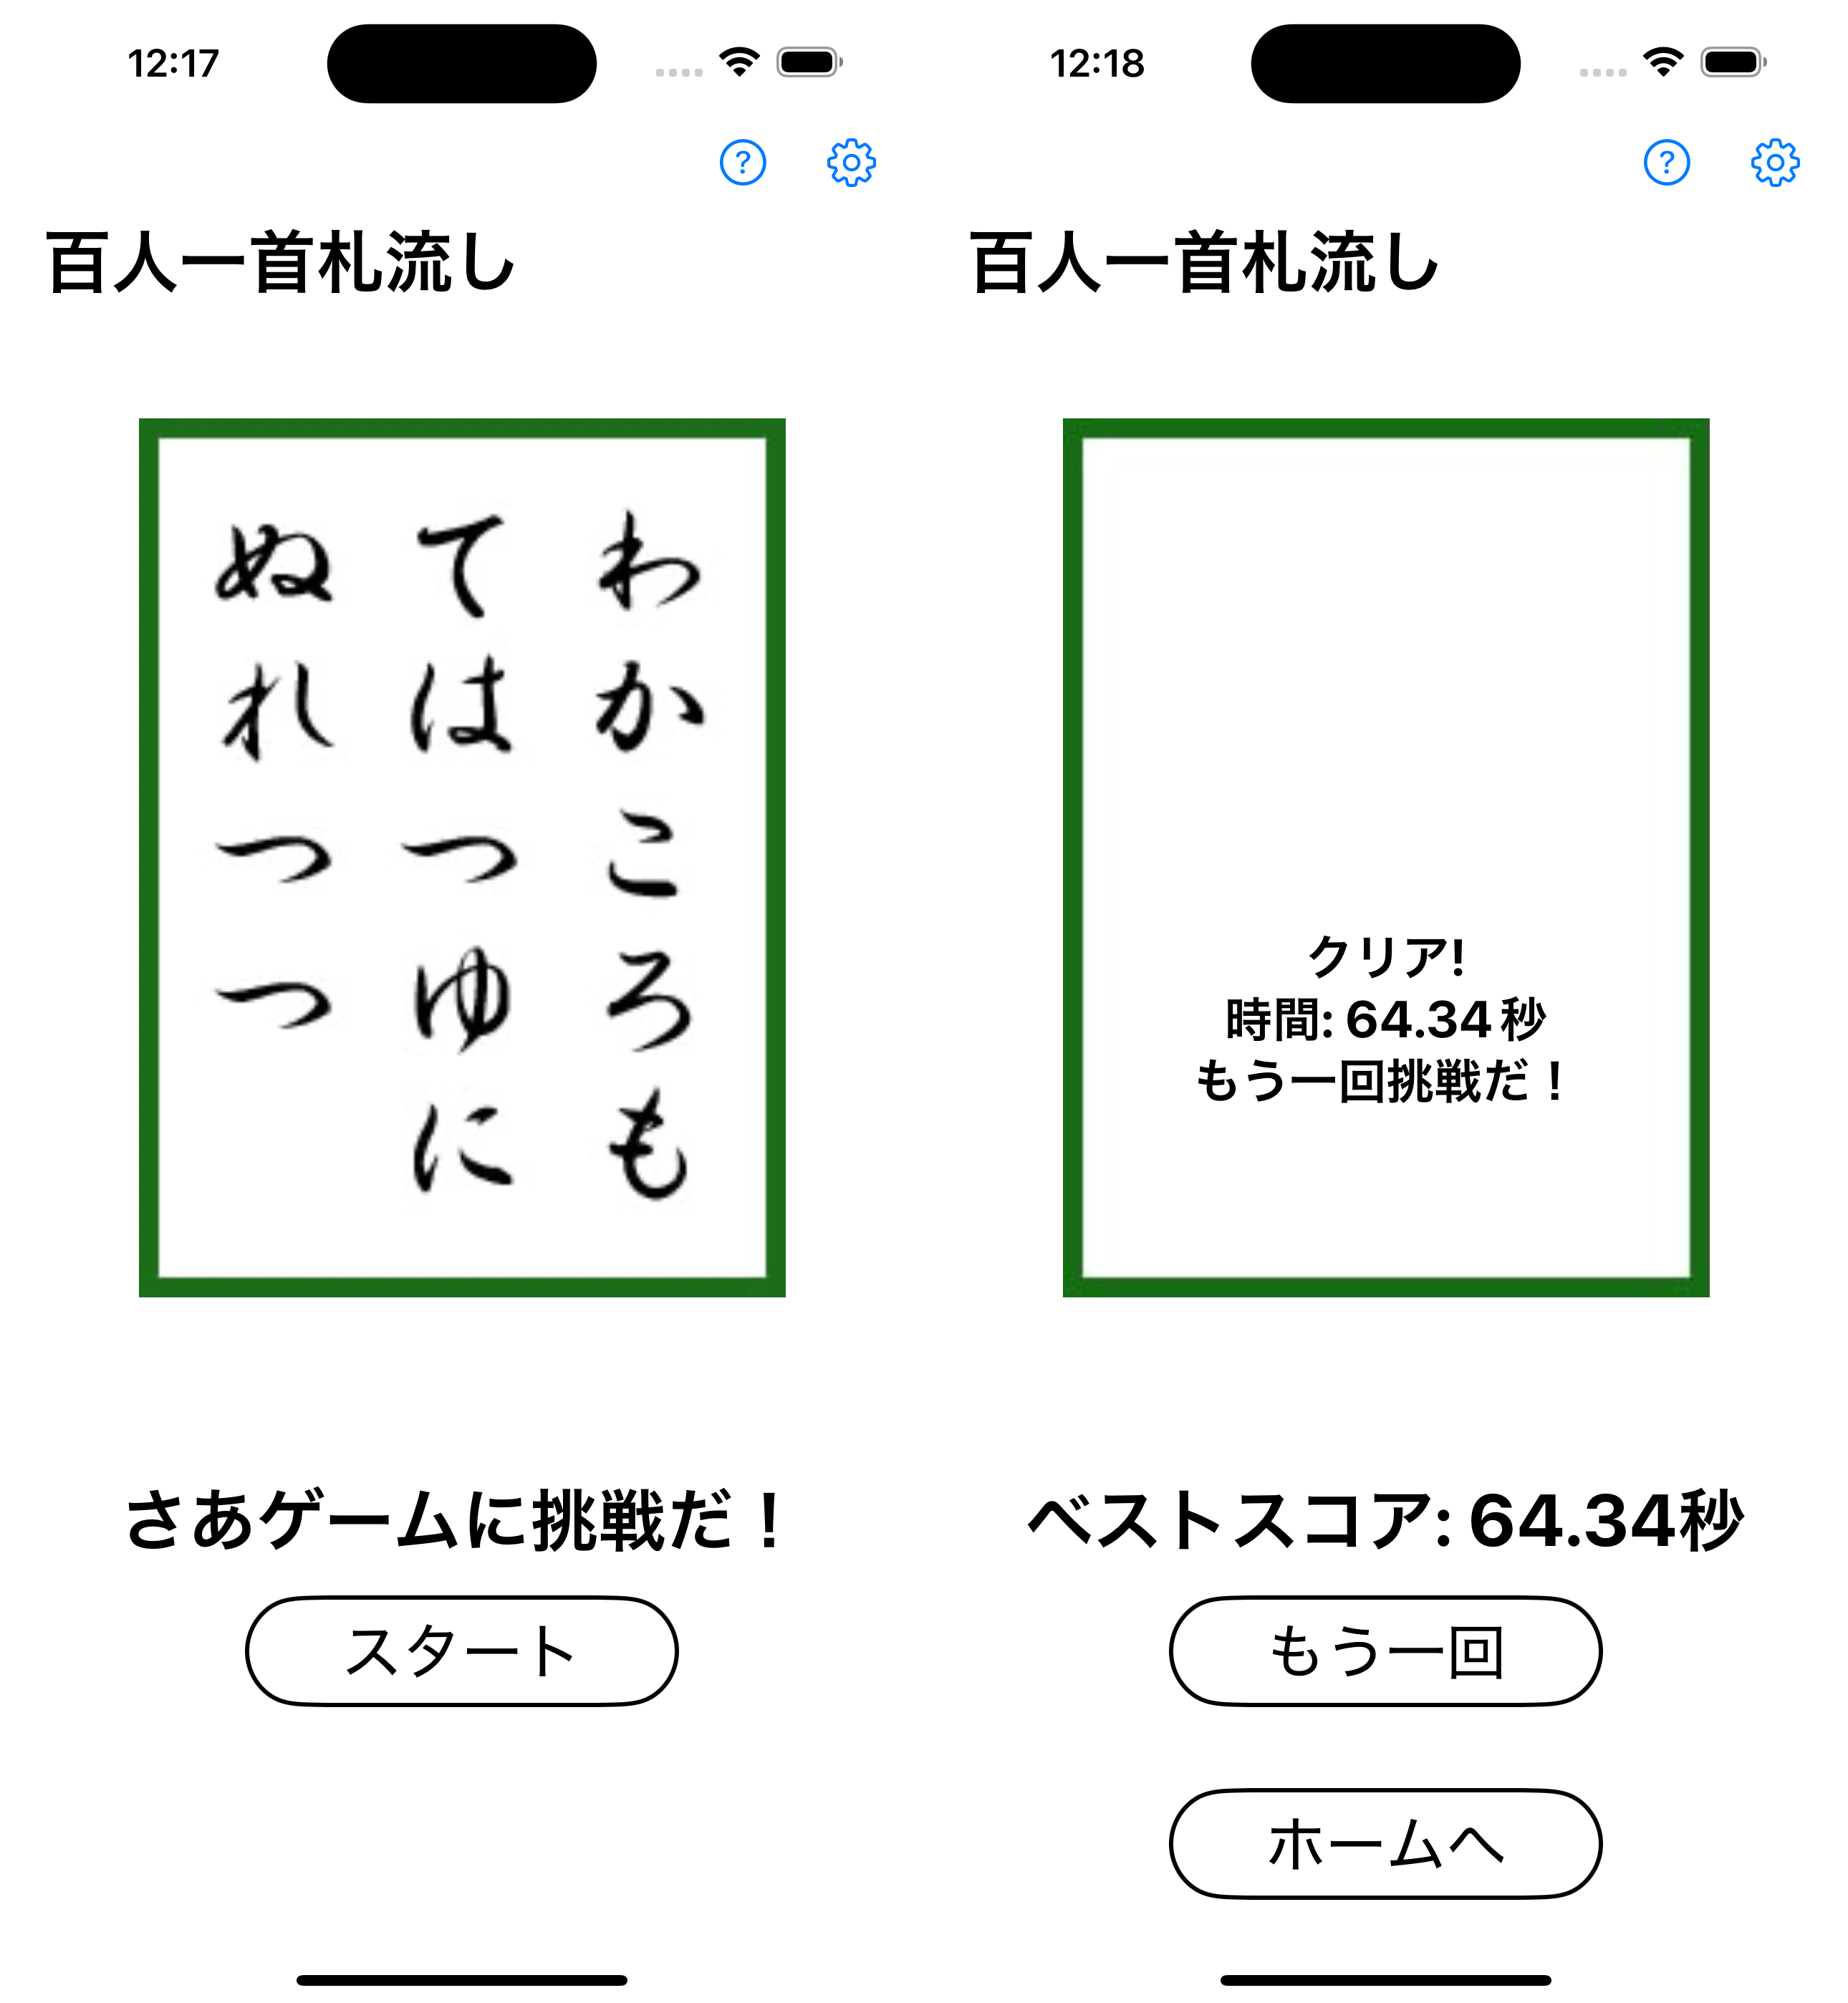 12:17
百人一首札流し
わかころも
てはつゆに
ぬれつつ
さあゲームに挑戦だ！
スタート
12:18
百人一首札流し
クリア!
時間: 64.34 秒
もう一回挑戦だ！
ベストスコア: 64.34秒
もう一回
ホームへ